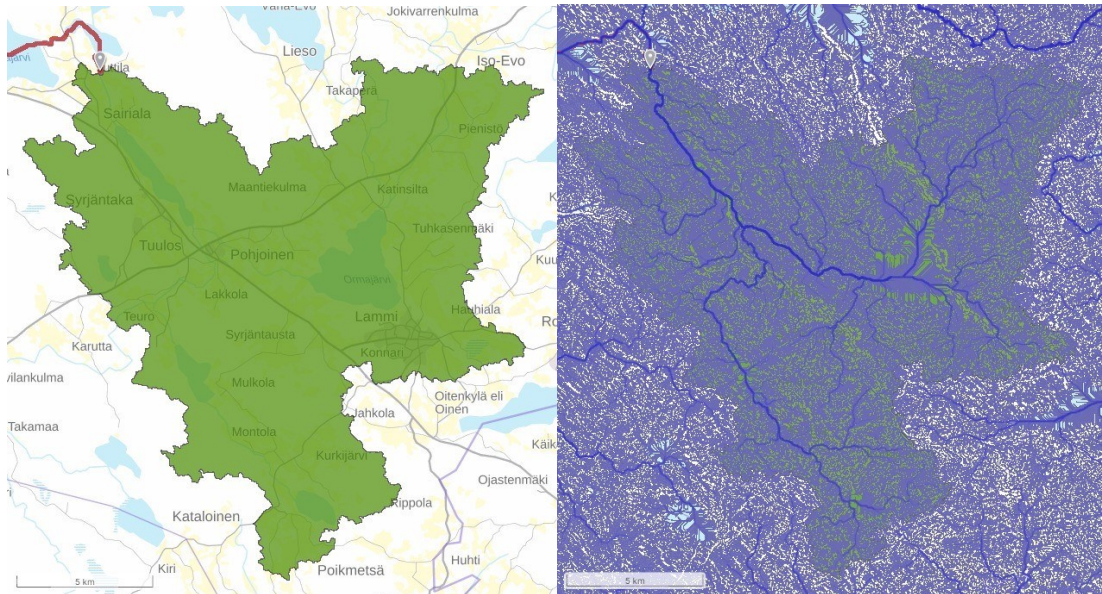 Jokivarrenkulma
Lieso
Iso-Evo
Takaperä
Sairiala
Pienistö
Maantiekulma
Katinsilta
Syrjäntaka
Tuhkasenmäki
Tuulos
Pohjoinen
Ormajärvi
Lakkola
Hauhiala
Teuro
Lammi
Syrjäntausta
Karutta
Konnari
vilankulma
Mulkola
Oitenkylä eli
Oinen
Jahkola
Takamaa
Montola
Kurkijärvi
Ojastenmäki
Rippola
Kataloinen
Huhti
Kiri
Poikmetsä
5 km
5 km